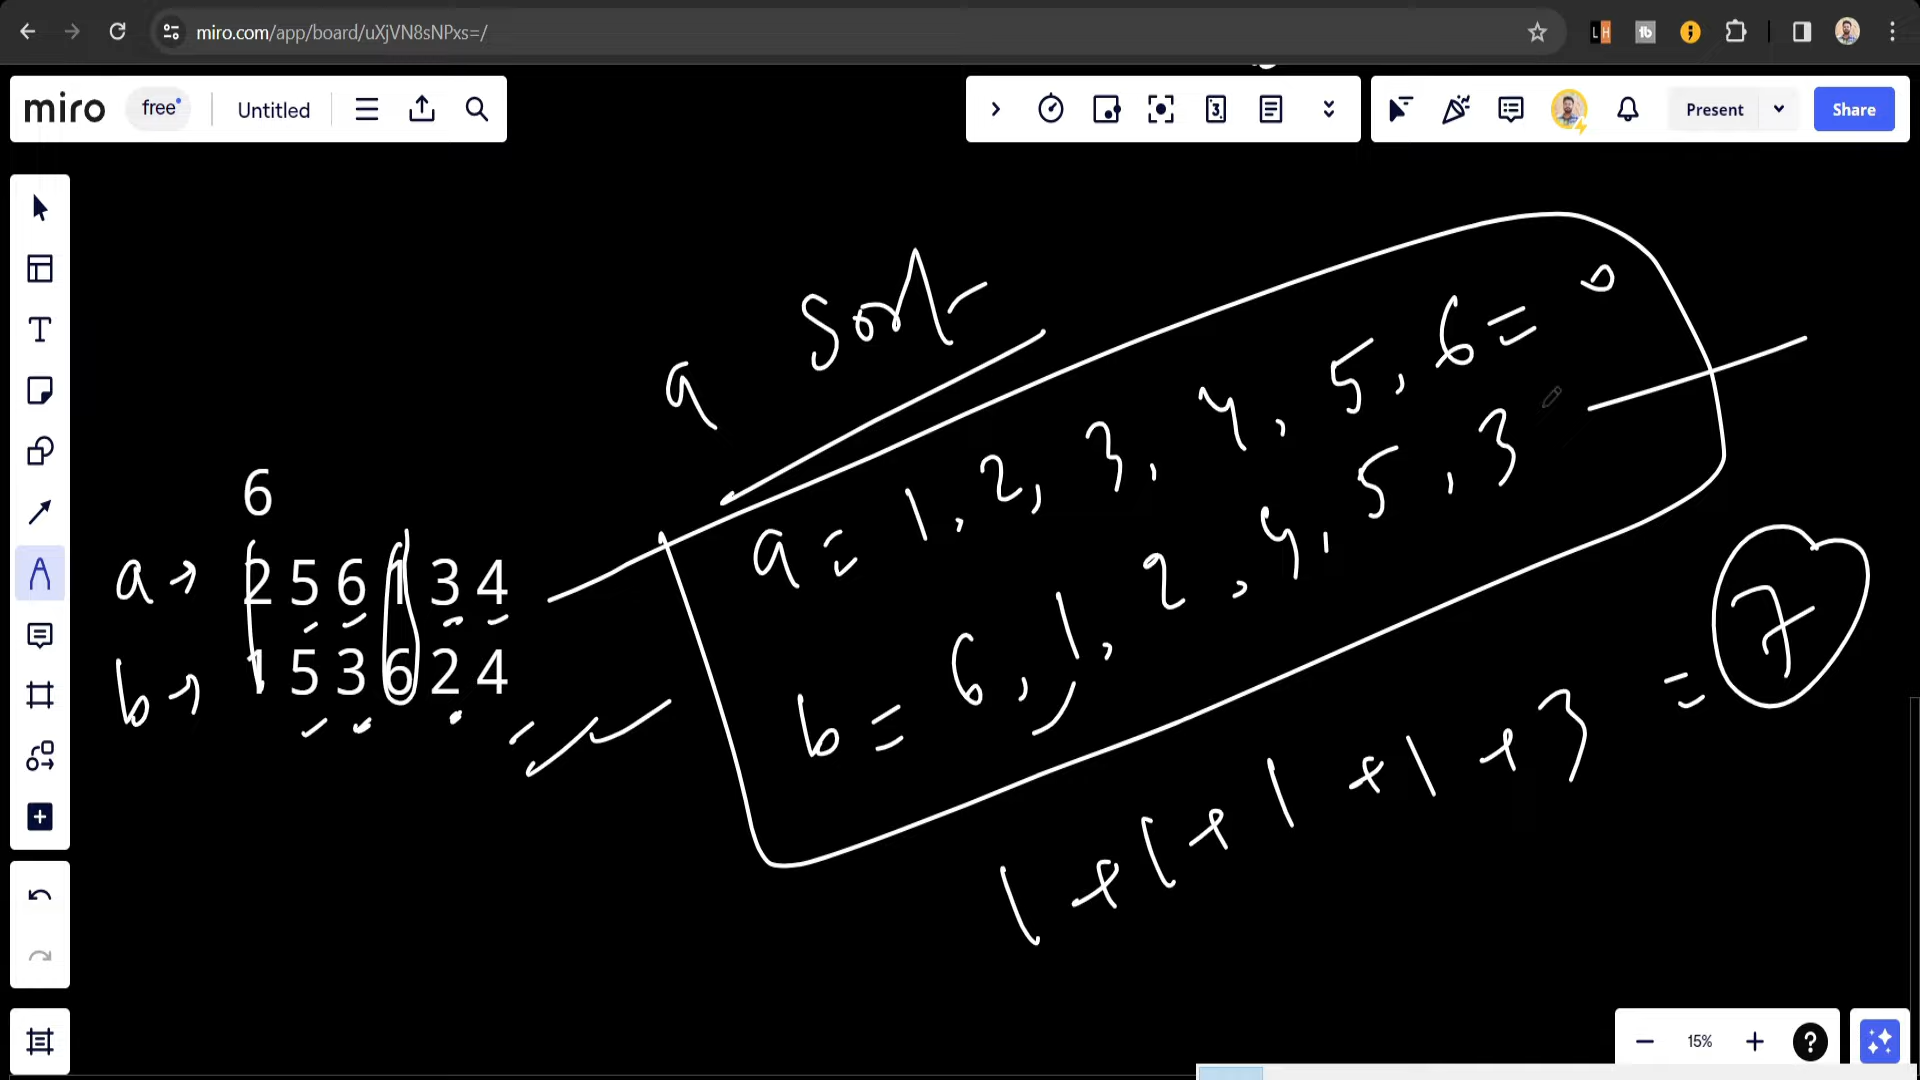 miro.com/app/board/uXjVN8sNPxs=/
miro free Untitled
Present Share
a sort
a = 1, 2, 3, 4, 5, 6 = 0
b = 6, 1, 2, 4, 5, 3
6
a → 2 5 6 1 3 4
b → 1 5 3 6 2 4
1 + 1 + 1 + 1 + 3 = 7
15%